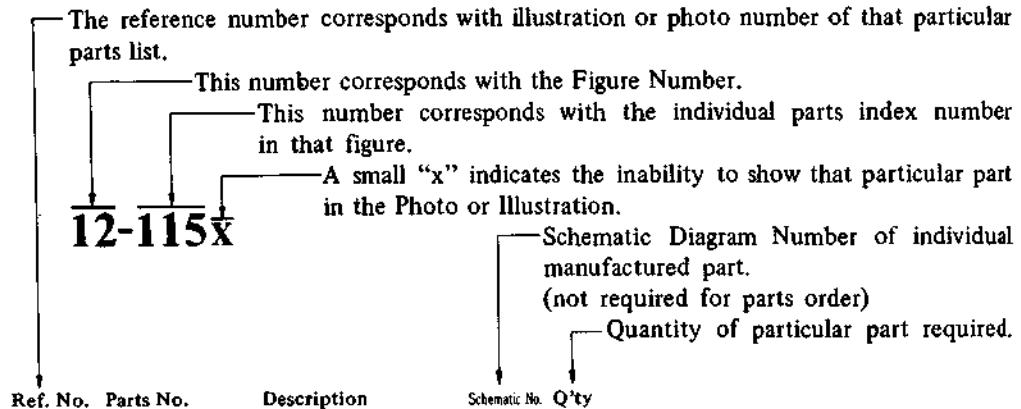 The reference number corresponds with illustration or photo number of that particular
parts list.
This number corresponds with the Figure Number.
This number corresponds with the individual parts index number
in that figure.
A small “x” indicates the inability to show that particular part
in the Photo or Illustration.
12-115x
Schematic Diagram Number of individual
manufactured part.
(not required for parts order)
Quantity of particular part required.
Ref. No. Parts No. Description Schematic No. Q'ty